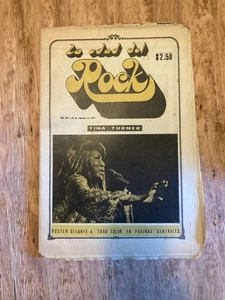 La edad del
Rock
$2.50
TINA TURNER
POSTER GIGANTE A TODO COLOR EN PAGINAS CENTRALES